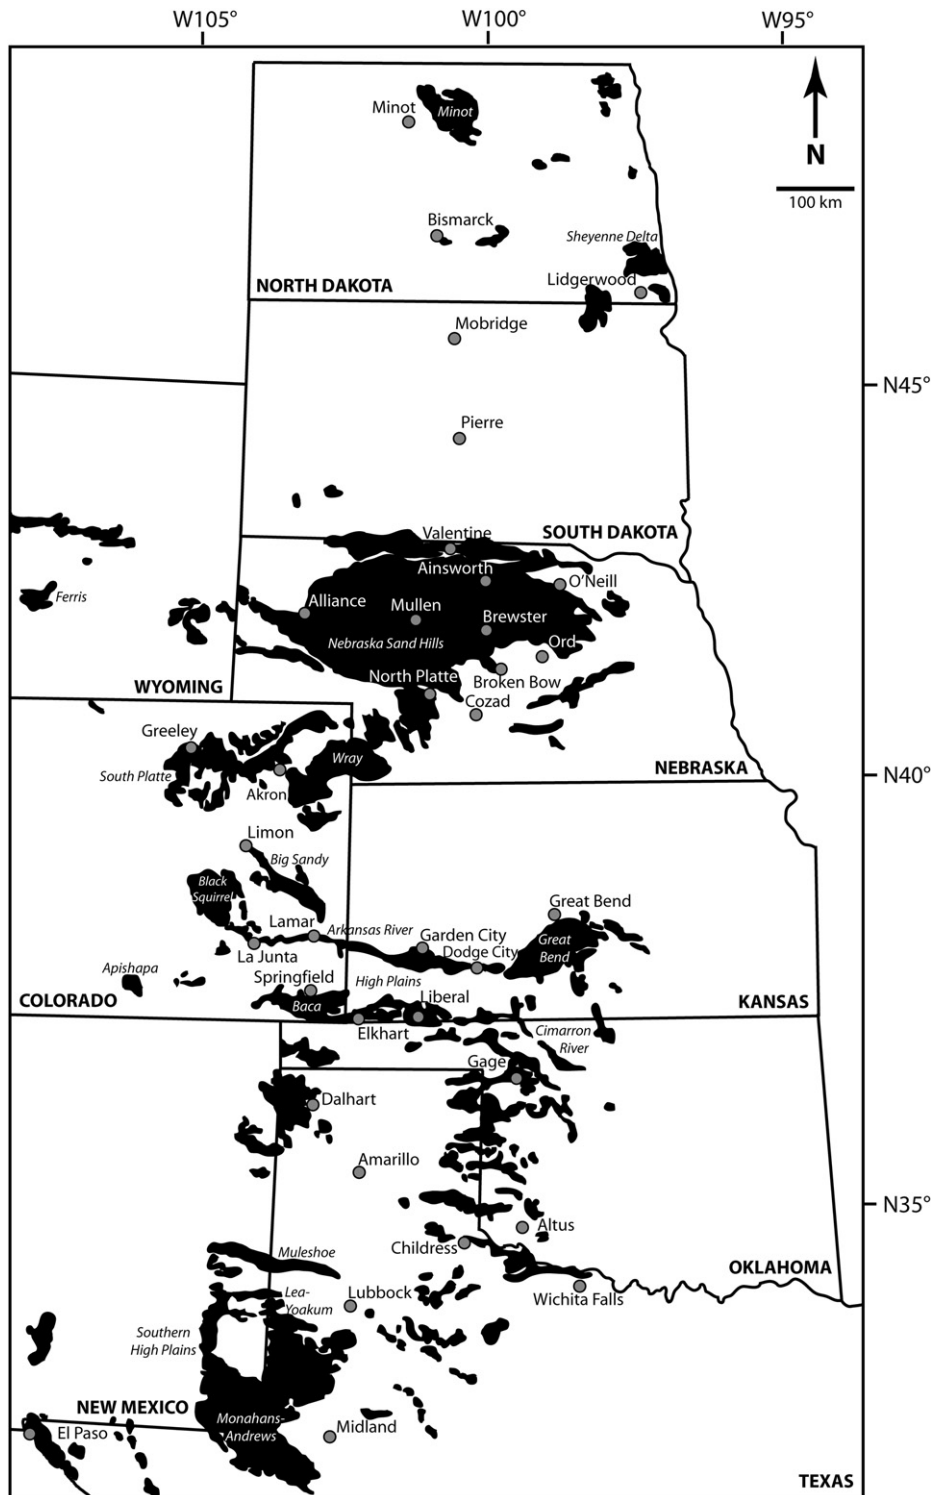 W105°
W100°
W95°
N
100 km
Minot
Minot
Bismarck
Sheyenne Delta
Lidgerwood
NORTH DAKOTA
Mobridge
N45°
Pierre
SOUTH DAKOTA
Valentine
Ainsworth
O'Neill
Ferris
Alliance
Mullen
Brewster
Nebraska Sand Hills
Ord
North Platte
Broken Bow
WYOMING
Cozad
Greeley
Wray
South Platte
NEBRASKA
N40°
Akron
Limon
Big Sandy
Black
Squirrel
Great Bend
Lamar
Arkansas River
Garden City
Great
Bend
La Junta
Dodge City
Apishapa
Springfield
High Plains
COLORADO
Baca
Liberal
KANSAS
Elkhart
Cimarron
River
Gage
Dalhart
Amarillo
N35°
Altus
Childress
Muleshoe
OKLAHOMA
Lea-
Yoakum
Lubbock
Wichita Falls
Southern
High Plains
NEW MEXICO
Monahans-
Andrews
Midland
El Paso
TEXAS